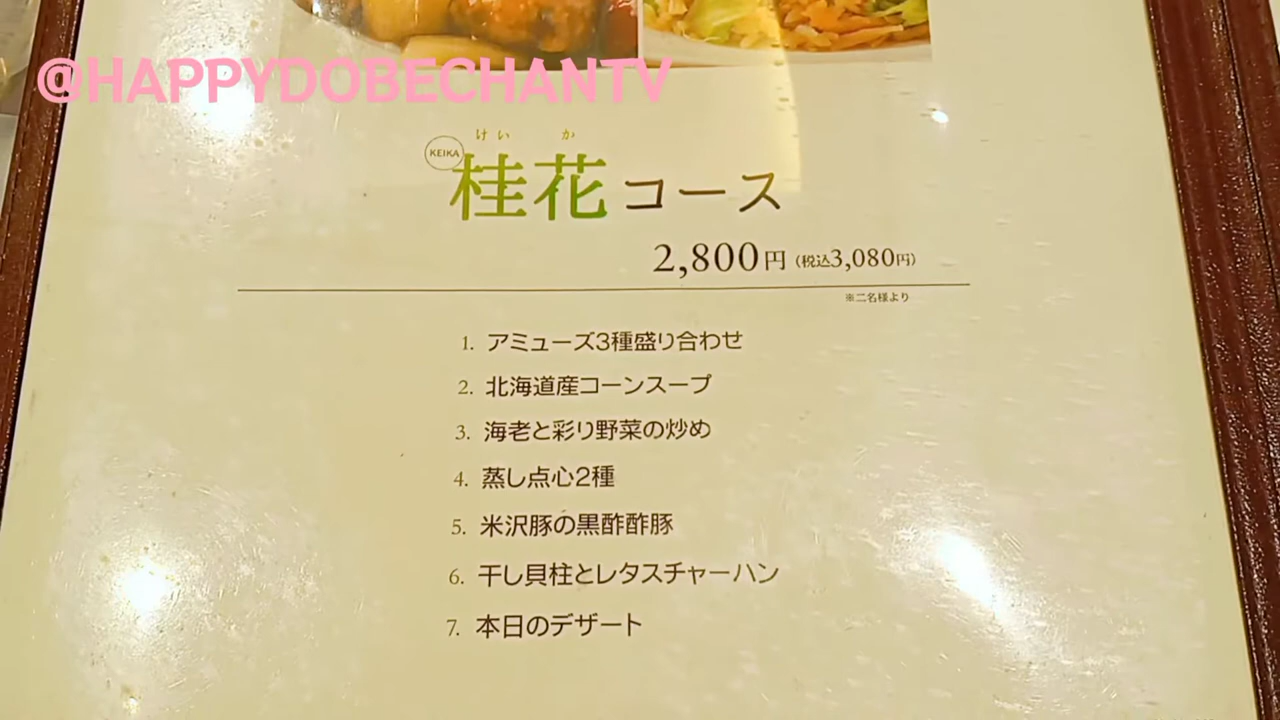 @HAPPYDOBECHANTV
けいか
KEIKA
桂花コース
2,800円（税込3,080円）
※二名様より
1. アミューズ3種盛り合わせ
2. 北海道産コーンスープ
3. 海老と彩り野菜の炒め
4. 蒸し点心2種
5. 米沢豚の黒酢酢豚
6. 干し貝柱とレタスチャーハン
7. 本日のデザート